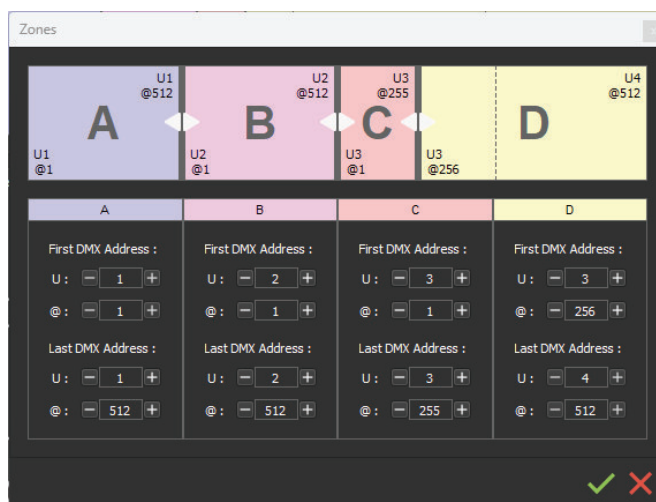 Zones
U1
@512
A
U1
@1
U2
@512
B
U2
@1
U3
@255
C
U3
@1
U4
@512
D
U3
@256
A B C D
First DMX Address : First DMX Address : First DMX Address : First DMX Address :
U : − 1 + U : − 2 + U : − 3 + U : − 3 +
@ : − 1 + @ : − 1 + @ : − 1 + @ : − 256 +
Last DMX Address : Last DMX Address : Last DMX Address : Last DMX Address :
U : − 1 + U : − 2 + U : − 3 + U : − 4 +
@ : − 512 + @ : − 512 + @ : − 255 + @ : − 512 +